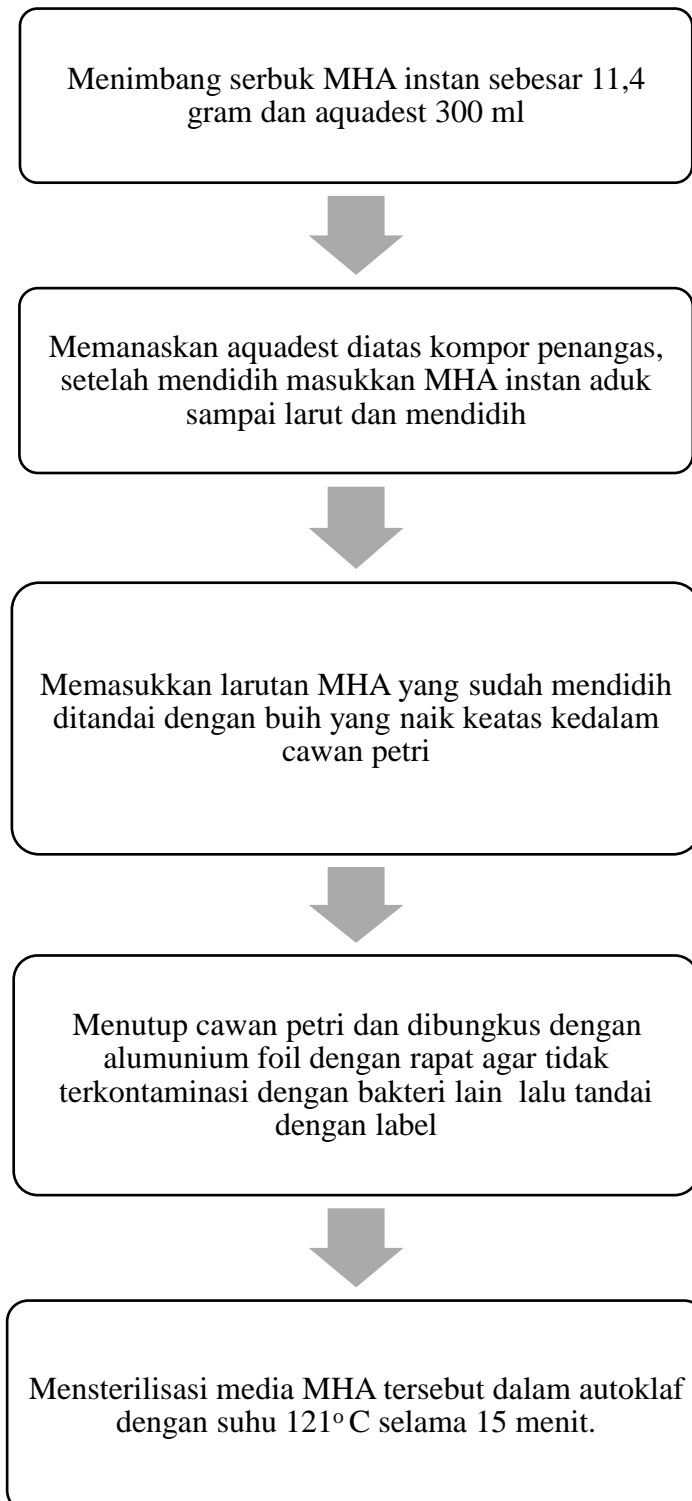 Menimbang serbuk MHA instan sebesar 11,4
gram dan aquadest 300 ml
Memanaskan aquadest diatas kompor penangas,
setelah mendidih masukkan MHA instan aduk
sampai larut dan mendidih
Memasukkan larutan MHA yang sudah mendidih
ditandai dengan buih yang naik keatas kedalam
cawan petri
Menutup cawan petri dan dibungkus dengan
alumunium foil dengan rapat agar tidak
terkontaminasi dengan bakteri lain  lalu tandai
dengan label
Mensterilisasi media MHA tersebut dalam autoklaf
dengan suhu 121° C selama 15 menit.